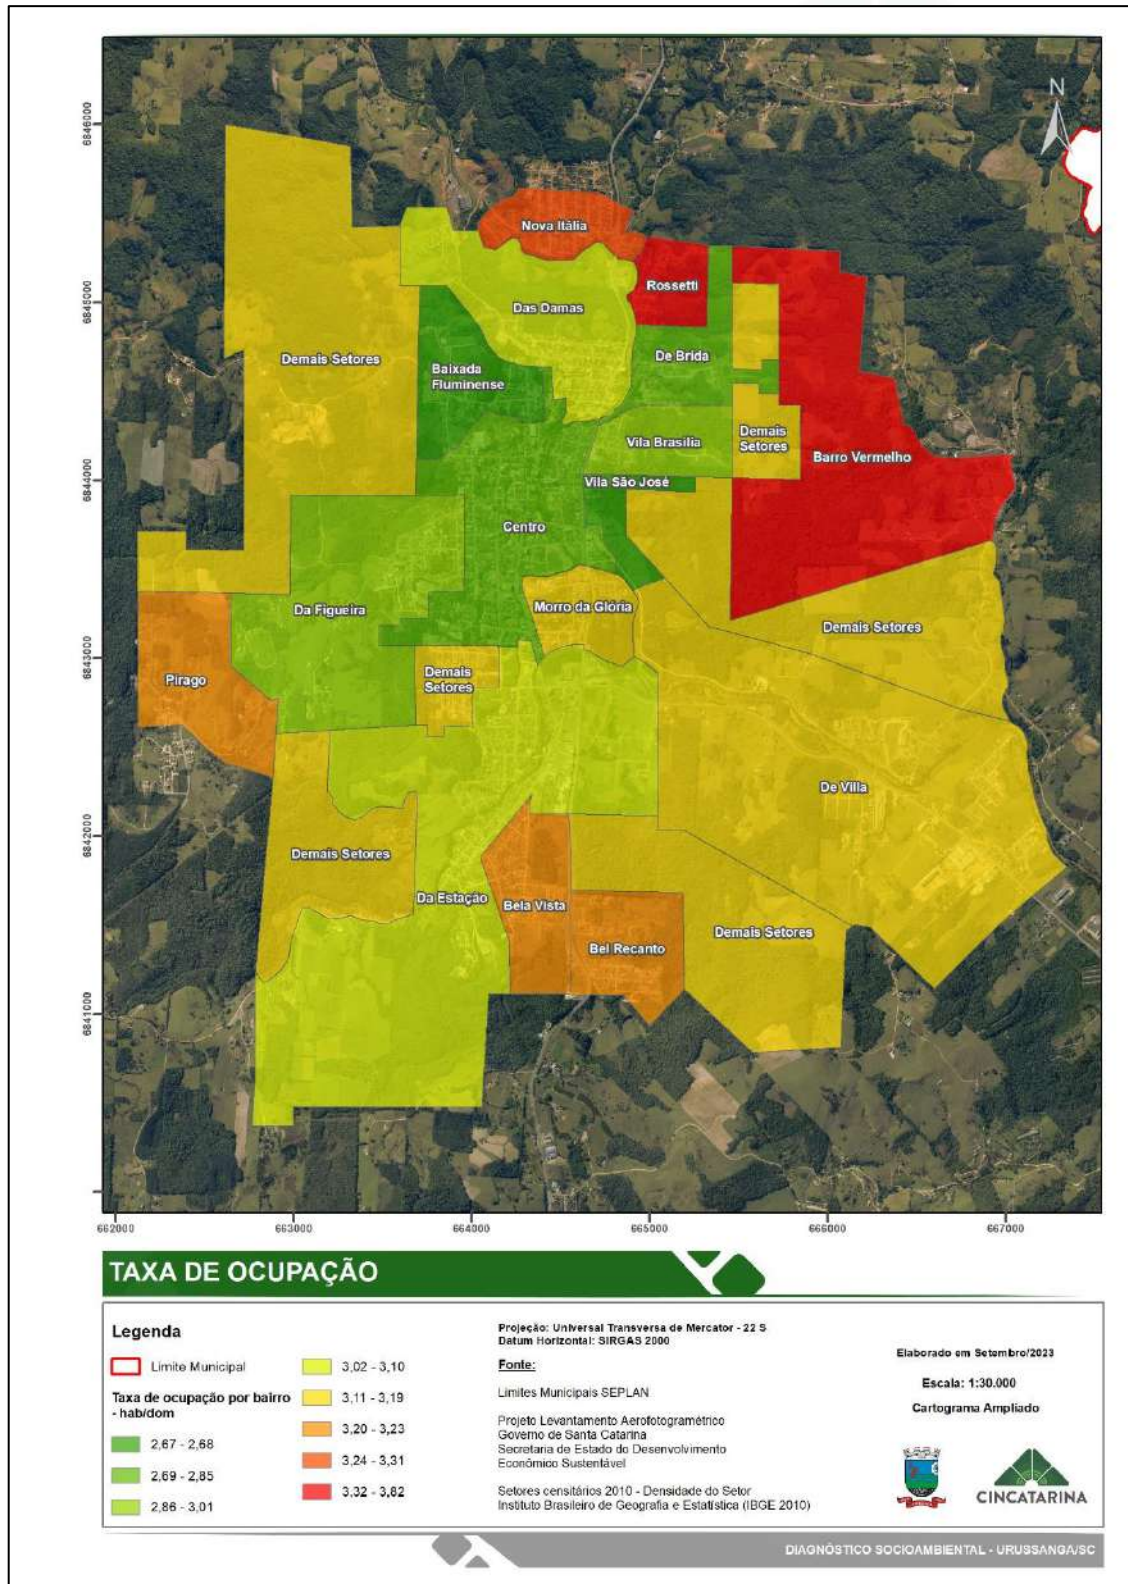 N
6846000
6845000
6844000
6843000
6842000
6841000
Nova Itália
Rossetti
Das Damas
De Brida
Demais Setores
Baixada
Fluminense
Vila Brasília
Demais
Setores
Barro Vermelho
Vila São José
Centro
Da Figueira
Morro da Glória
Demais Setores
Pirago
Demais
Setores
De Villa
Demais Setores
Da Estação
Bela Vista
Demais Setores
Bel Recanto
662000
663000
664000
665000
666000
667000
TAXA DE OCUPAÇÃO
Legenda
Limite Municipal
Taxa de ocupação por bairro
- hab/dom
2,67 - 2,68
2,69 - 2,85
2,86 - 3,01
3,02 - 3,10
3,11 - 3,19
3,20 - 3,23
3,24 - 3,31
3,32 - 3,82
Projeção: Universal Transversa de Mercator - 22 S
Datum Horizontal: SIRGAS 2000
Fonte:
Limites Municipais SEPLAN
Projeto Levantamento Aerofotogramétrico
Governo de Santa Catarina
Secretaria de Estado do Desenvolvimento
Econômico Sustentável
Setores censitários 2010 - Densidade do Setor
Instituto Brasileiro de Geografia e Estatística (IBGE 2010)
Elaborado em Setembro/2023
Escala: 1:30.000
Cartograma Ampliado
CINCATARINA
DIAGNÓSTICO SOCIOAMBIENTAL - URUSSANGA/SC